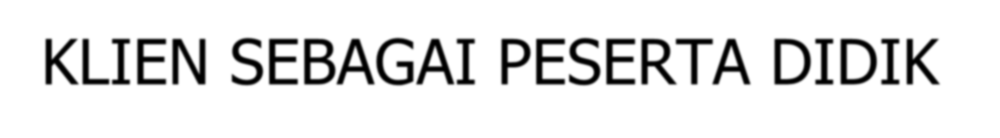 KLIEN SEBAGAI PESERTA DIDIK